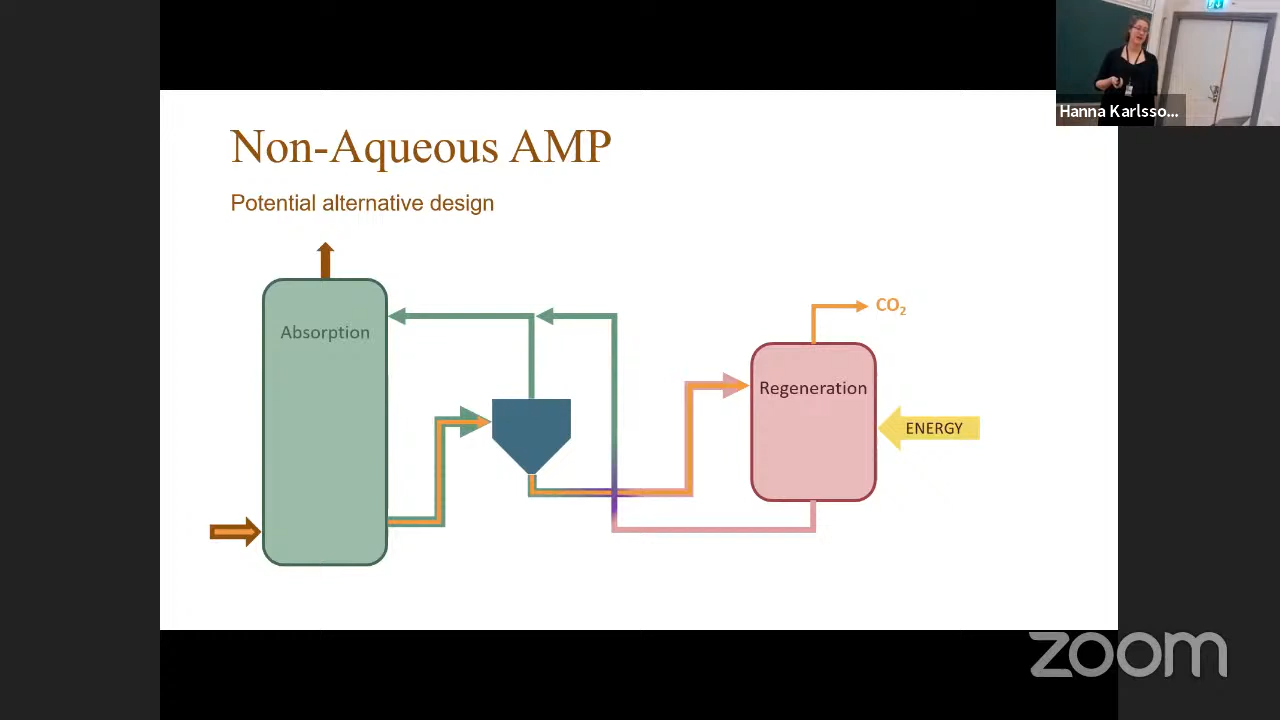 Hanna Karlsso...
Non-Aqueous AMP
Potential alternative design
Absorption
CO₂
Regeneration
ENERGY
zoom